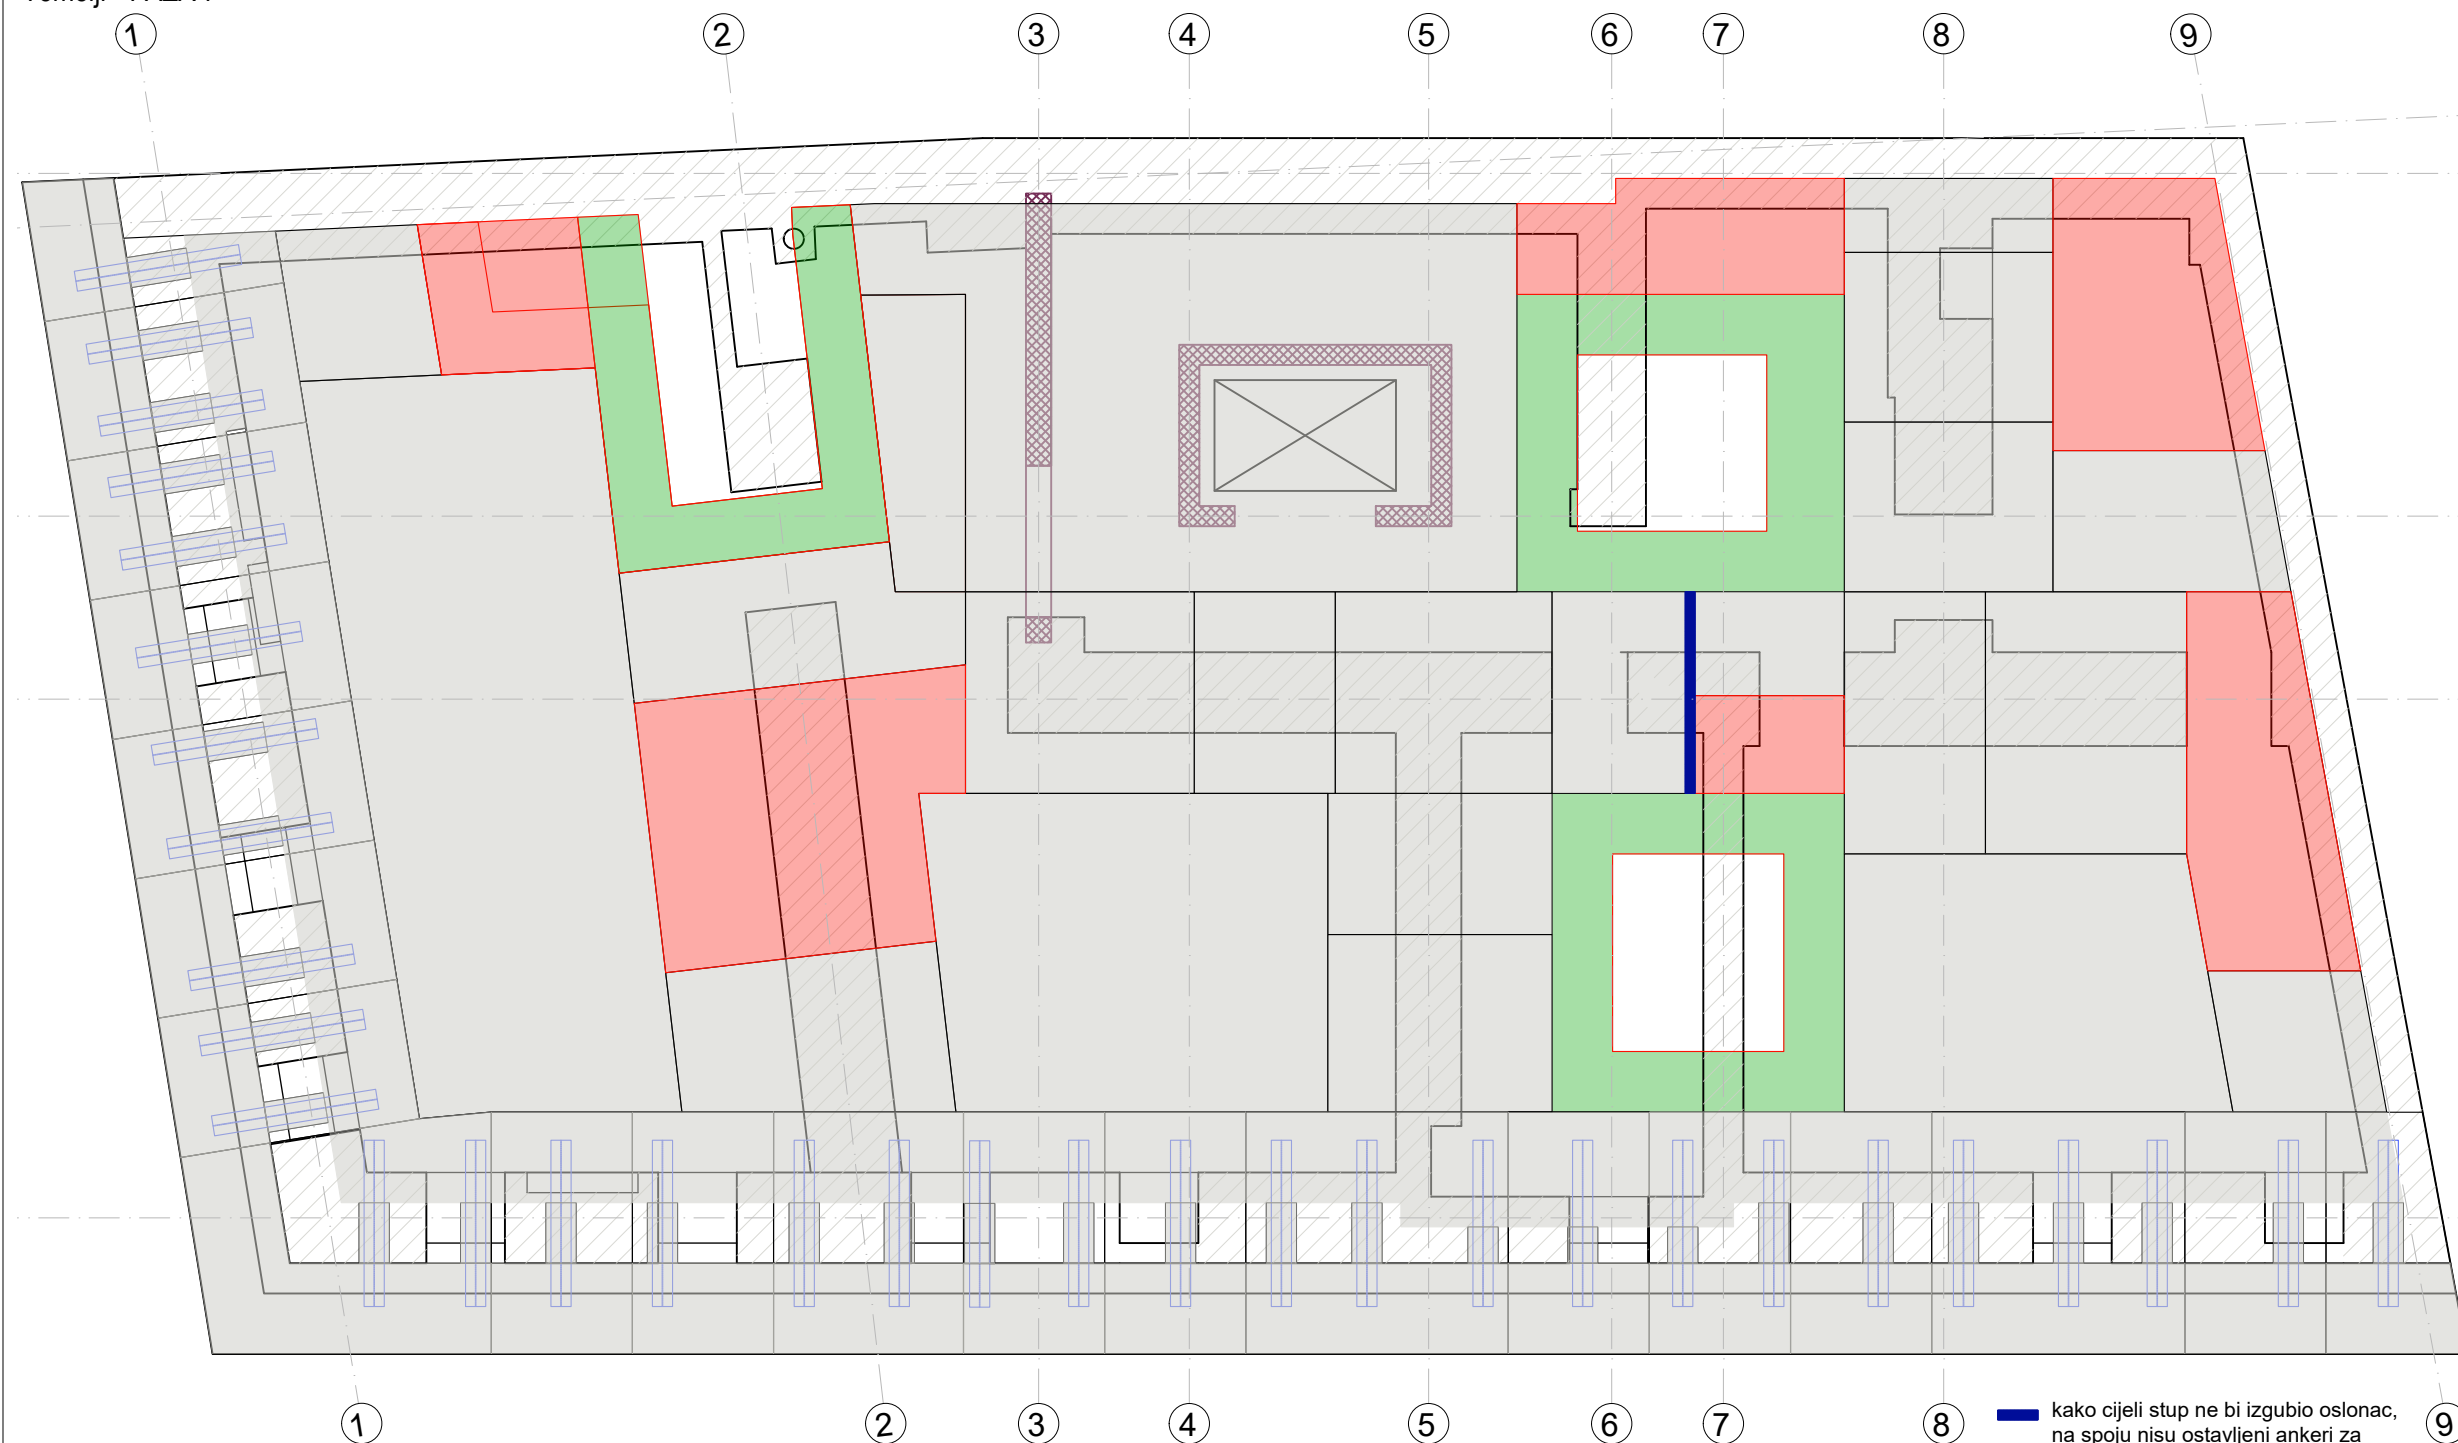 1 2 3 4 5 6 7 8 9
1 2 3 4 5 6 7 8 9
kako cijeli stup ne bi izgubio oslonac,
na spoju nisu ostavljeni ankeri za